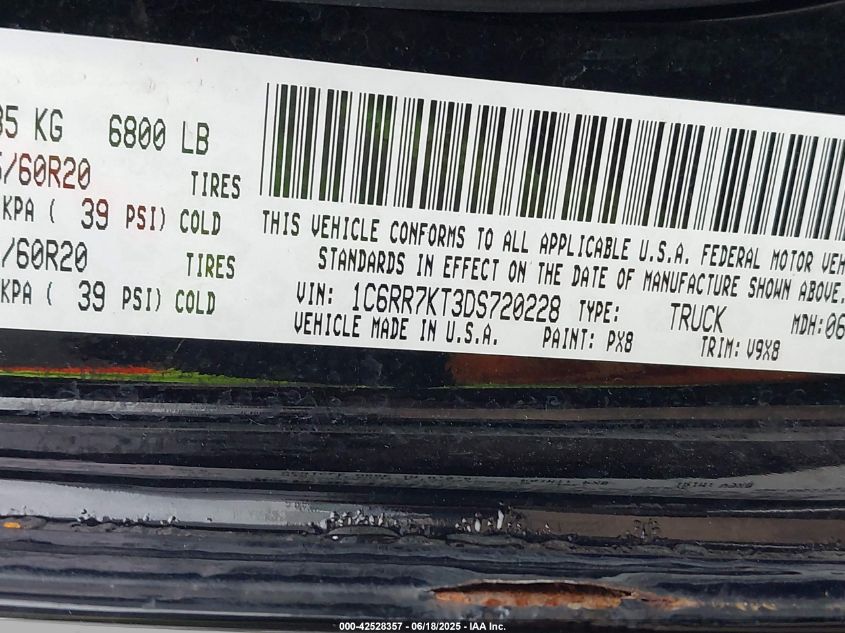 35 KG 6800 LB
/60R20 TIRES
KPA ( 39 PSI) COLD
/60R20 TIRES
KPA ( 39 PSI) COLD
THIS VEHICLE CONFORMS TO ALL APPLICABLE U.S.A. FEDERAL MOTOR VEH
STANDARDS IN EFFECT ON THE DATE OF MANUFACTURE SHOWN ABOVE.
VIN: 1C6RR7KT3DS720228 TYPE: TRUCK MDH:06
VEHICLE MADE IN U.S.A. PAINT: PX8 TRIM: V9X8
000-42528357 - 06/18/2025 - IAA Inc.